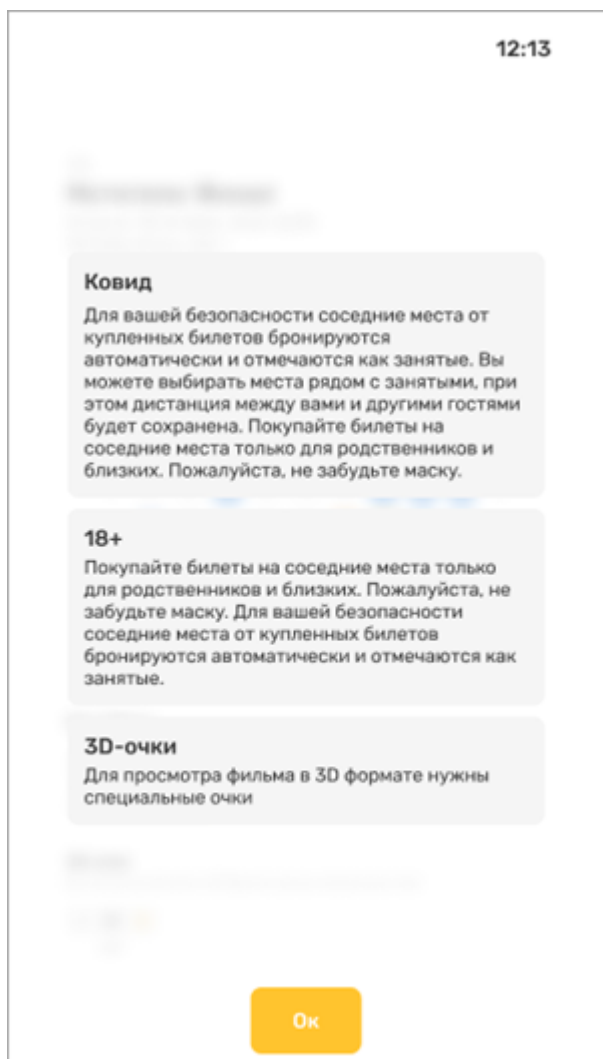 12:13
Ковид
Для вашей безопасности соседние места от
купленных билетов бронируются
автоматически и отмечаются как занятые. Вы
можете выбирать места рядом с занятыми, при
этом дистанция между вами и другими гостями
будет сохранена. Покупайте билеты на
соседние места только для родственников и
близких. Пожалуйста, не забудьте маску.
18+
Покупайте билеты на соседние места только
для родственников и близких. Пожалуйста, не
забудьте маску. Для вашей безопасности
соседние места от купленных билетов
бронируются автоматически и отмечаются как
занятые.
3D-очки
Для просмотра фильма в 3D формате нужны
специальные очки
Ок